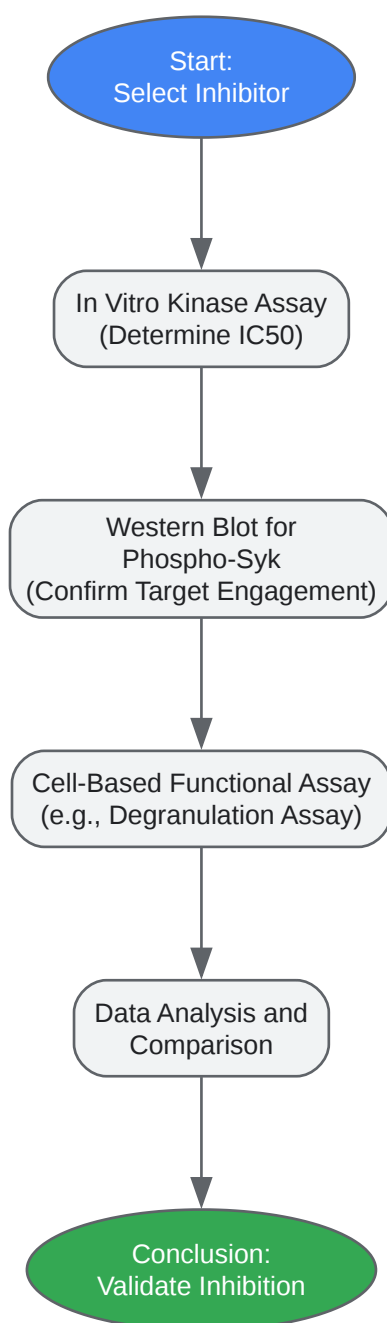 Start:
Select Inhibitor
In Vitro Kinase Assay
(Determine IC50)
Western Blot for
Phospho-Syk
(Confirm Target Engagement)
Cell-Based Functional Assay
(e.g., Degranulation Assay)
Data Analysis and
Comparison
Conclusion:
Validate Inhibition